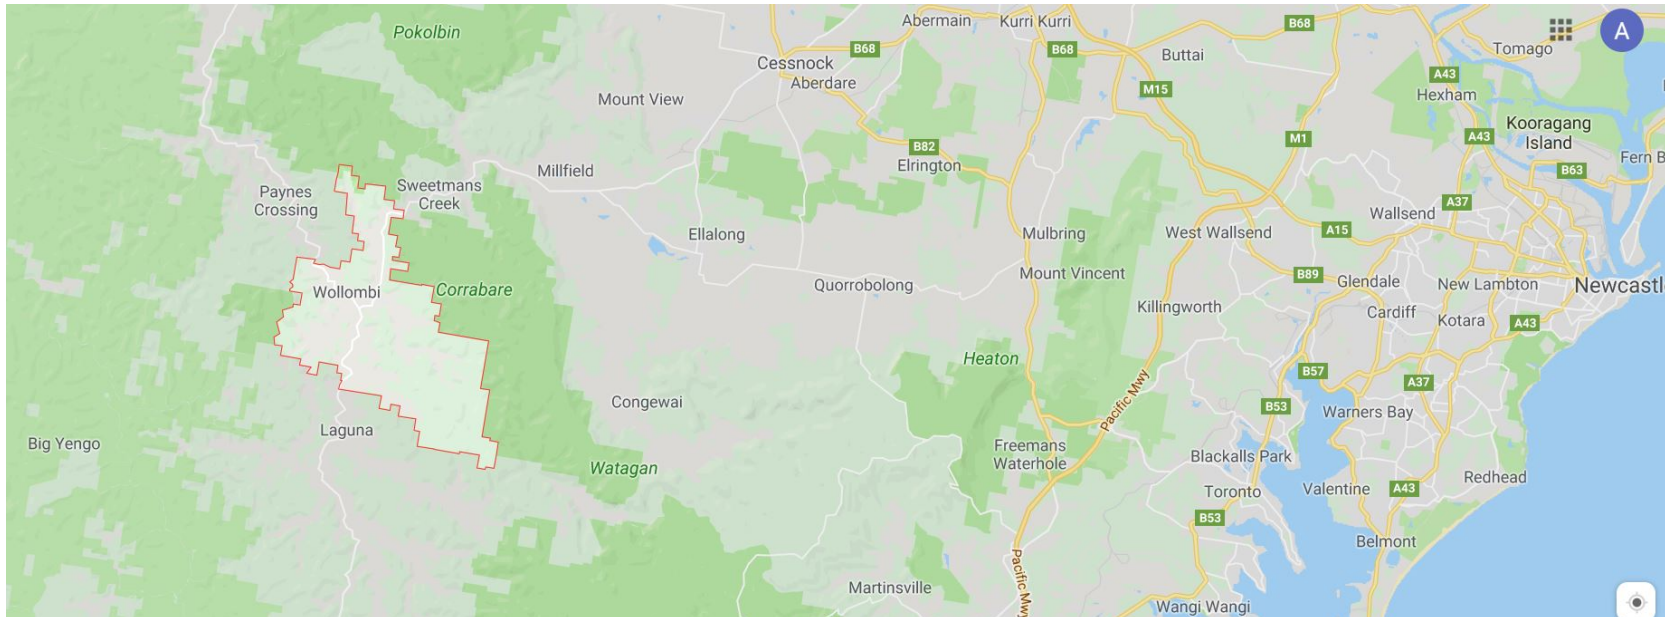 Pokolbin
Abermain
Kurri Kurri
B68
Tomago
A
B68
B68
Buttai
Cessnock
Aberdare
A43
Hexham
Mount View
M15
Kooragang
Island
M1
A43
B82
Elrington
Fern B
B63
Millfield
Sweetmans
Creek
Paynes
Crossing
A37
Wallsend
Ellalong
Mulbring
West Wallsend
A15
Mount Vincent
B89
Glendale
New Lambton
Newcastl
Quorrobolong
Wollombi
Corrabare
Killingworth
Cardiff
Kotara
A43
Heaton
B57
A37
Pacific Mwy
Congewai
B53
Warners Bay
Laguna
Big Yengo
Freemans
Waterhole
Blackalls Park
Watagan
Redhead
Toronto
Valentine
A43
B53
Belmont
Pacific Mwy
Martinsville
Wangi Wangi